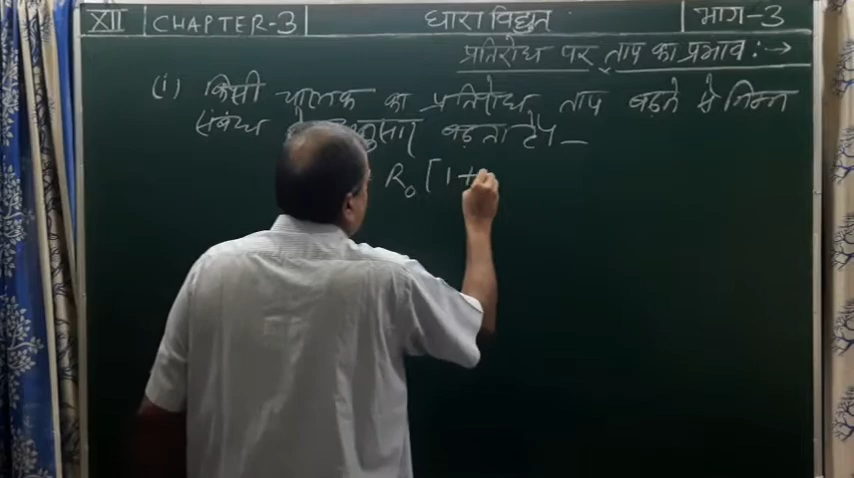 XII CHAPTER-3 धारा विद्युत भाग-3
प्रतिरोध पर ताप का प्रभाव :→
(i) किसी चालक का प्रतिरोध ताप बढ़ने से निम्न
संबंध नुसार बढ़ता है।—
R₀ [1+